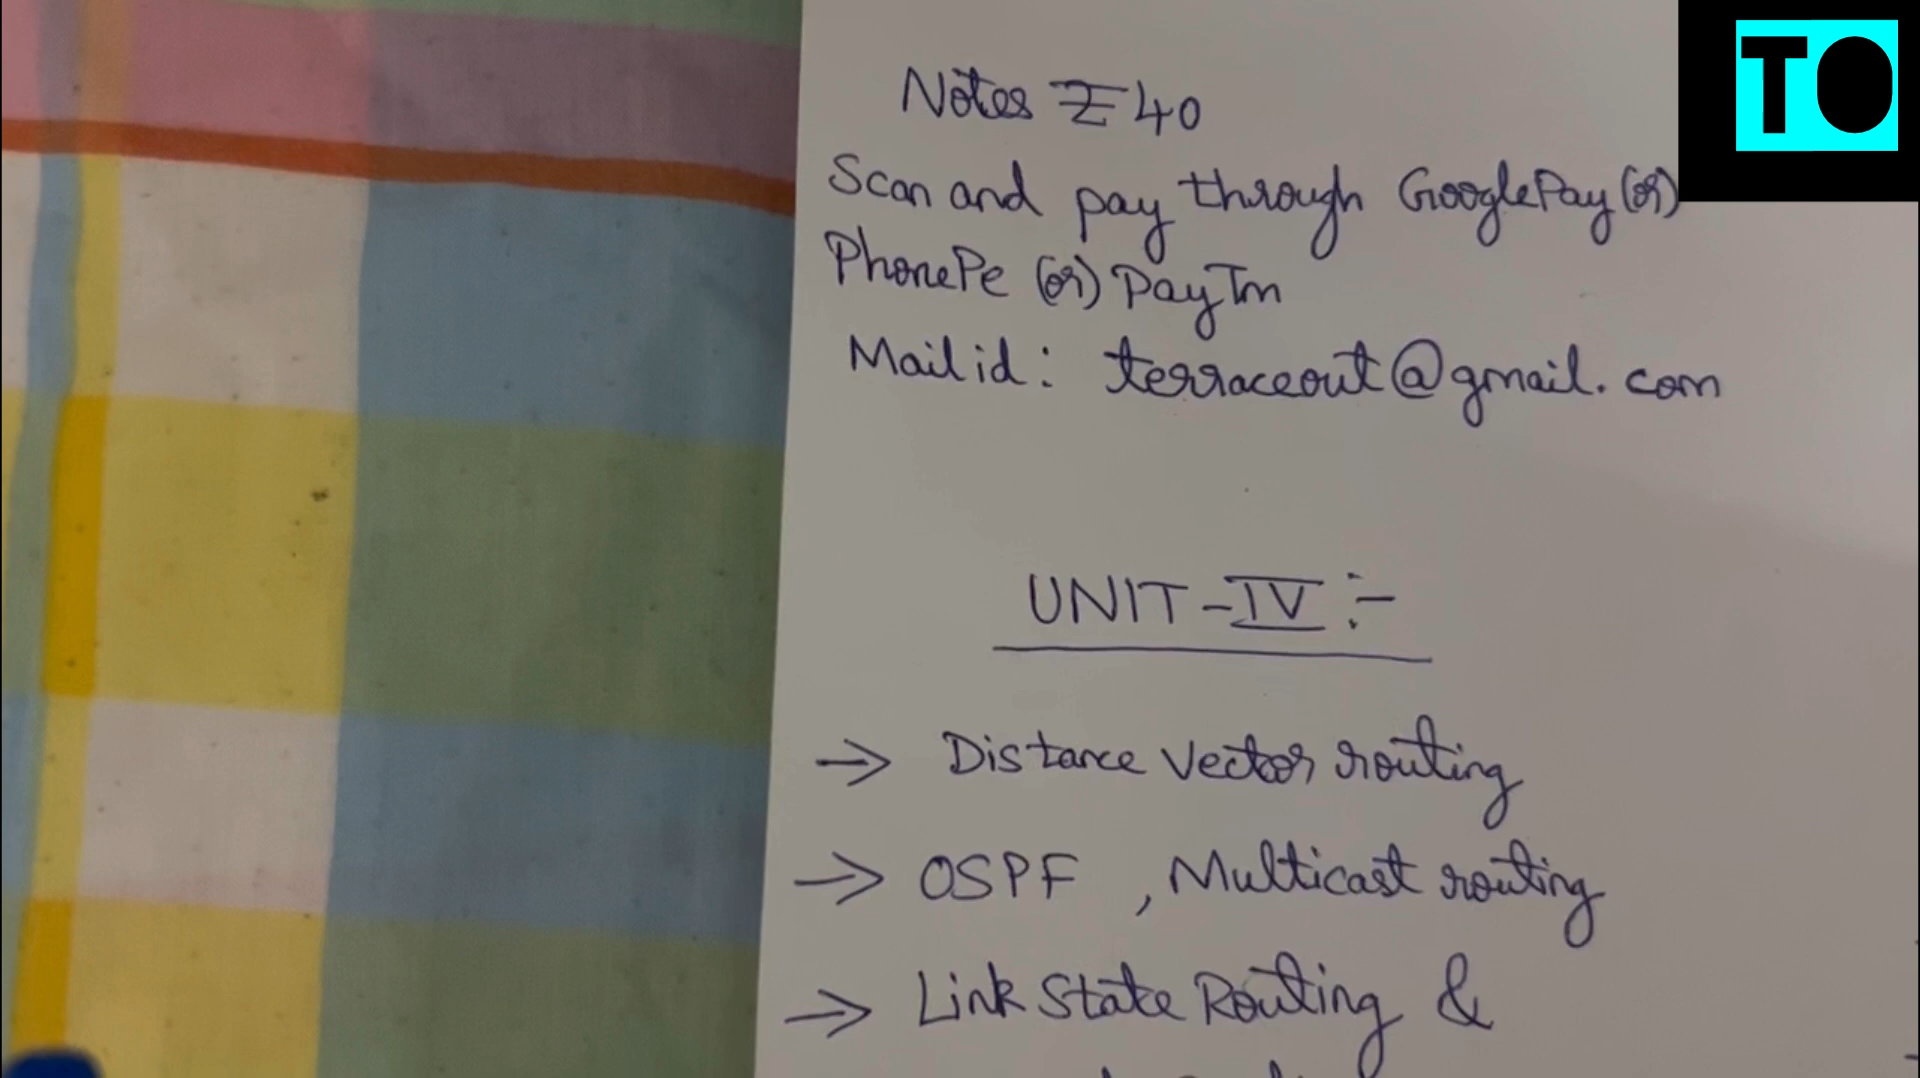 TO
Notes ₹40
Scan and pay through GooglePay (or)
PhonePe (or) PayTm
Mail id : terraceout@gmail.com
UNIT-IV :-
→ Distance Vector routing
→ OSPF , Multicast routing
→ Link State Routing &